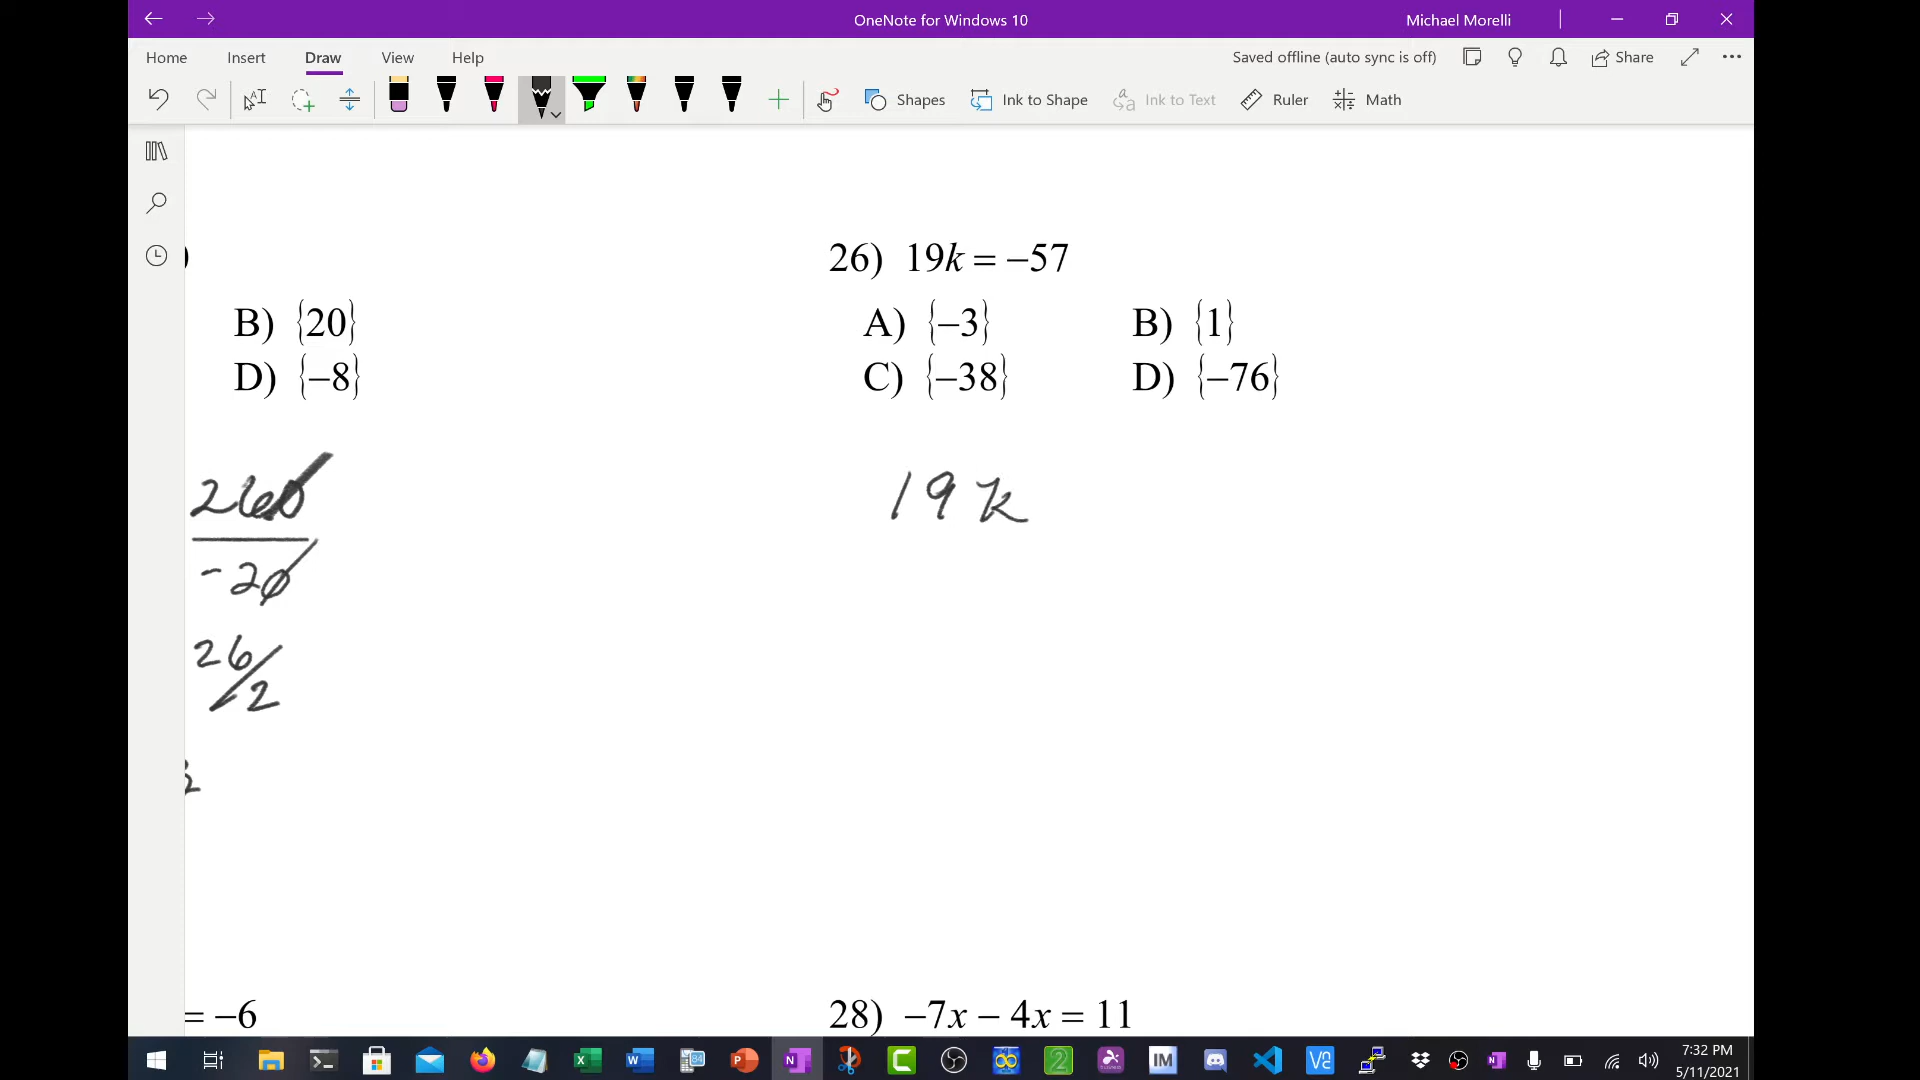 OneNote for Windows 10
Michael Morelli
Home Insert Draw View Help
Saved offline (auto sync is off)
Share
Shapes
Ink to Shape
Ink to Text
Ruler
Math
)
B) {20}
D) {−8}
260
-20
26/2
2
26) 19k = −57
A) {−3} B) {1}
C) {−38} D) {−76}
19k
= −6
28) −7x − 4x = 11
7:32 PM
5/11/2021